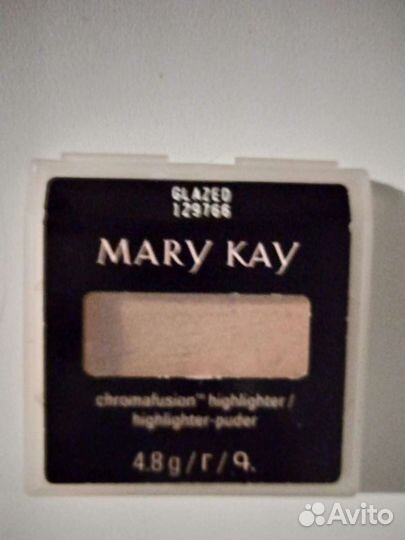 GLAZED
129766
MARY KAY
chromafusion™ highlighter /
highlighter-puder
4.8 g / г / գ.
Avito